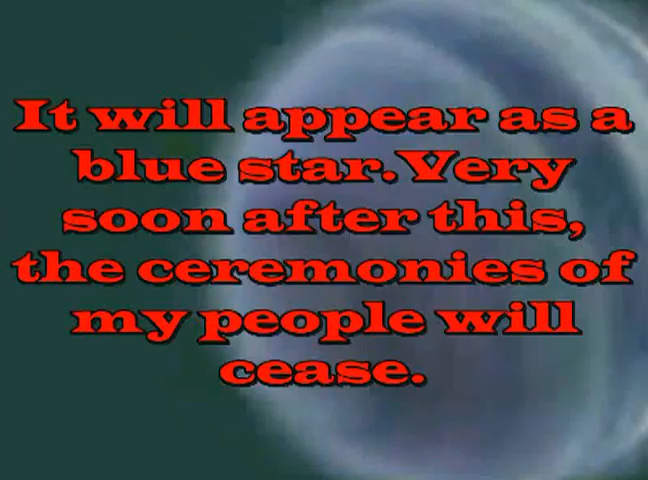 It will appear as a
blue star.Very
soon after this,
the ceremonies of
my people will
cease.